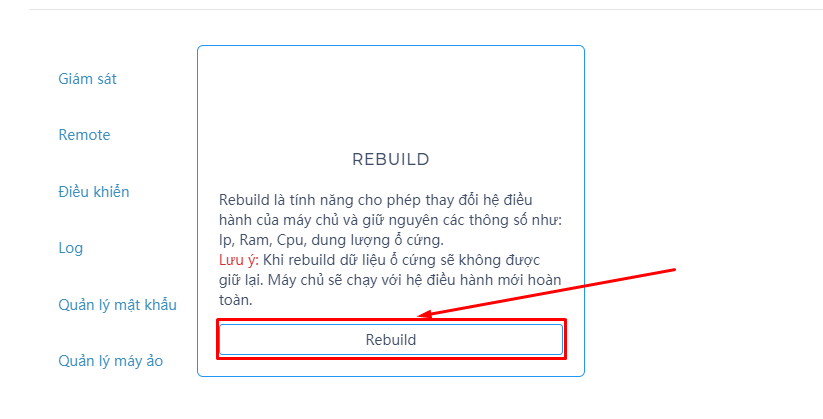 Giám sát
Remote
Điều khiển
Log
Quản lý mật khẩu
Quản lý máy ảo
REBUILD
Rebuild là tính năng cho phép thay đổi hệ điều
hành của máy chủ và giữ nguyên các thông số như:
Ip, Ram, Cpu, dung lượng ổ cứng.
Lưu ý: Khi rebuild dữ liệu ổ cứng sẽ không được
giữ lại. Máy chủ sẽ chạy với hệ điều hành mới hoàn
toàn.
Rebuild